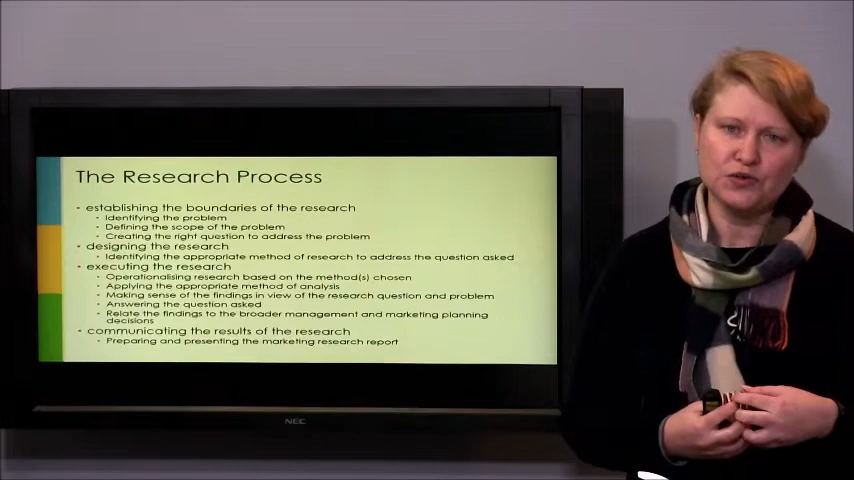 The Research Process
- establishing the boundaries of the research
- Identifying the problem
- Defining the scope of the problem
- Creating the right question to address the problem
- designing the research
- Identifying the appropriate method of research to address the question asked
- executing the research
- Operationalising research based on the method(s) chosen
- Applying the appropriate method of analysis
- Making sense of the findings in view of the research question and problem
- Answering the question asked
- Relate the findings to the broader management and marketing planning
decisions
- communicating the results of the research
- Preparing and presenting the marketing research report
NEC